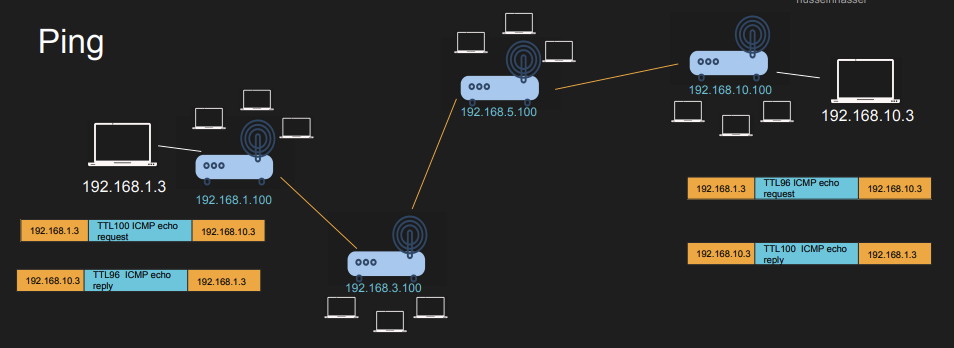 husseinnasser
Ping
192.168.5.100
192.168.10.100
192.168.10.3
192.168.1.3
192.168.1.100
192.168.3.100
192.168.1.3 TTL100 ICMP echo request 192.168.10.3
192.168.10.3 TTL96 ICMP echo reply 192.168.1.3
192.168.1.3 TTL96 ICMP echo request 192.168.10.3
192.168.10.3 TTL100 ICMP echo reply 192.168.1.3